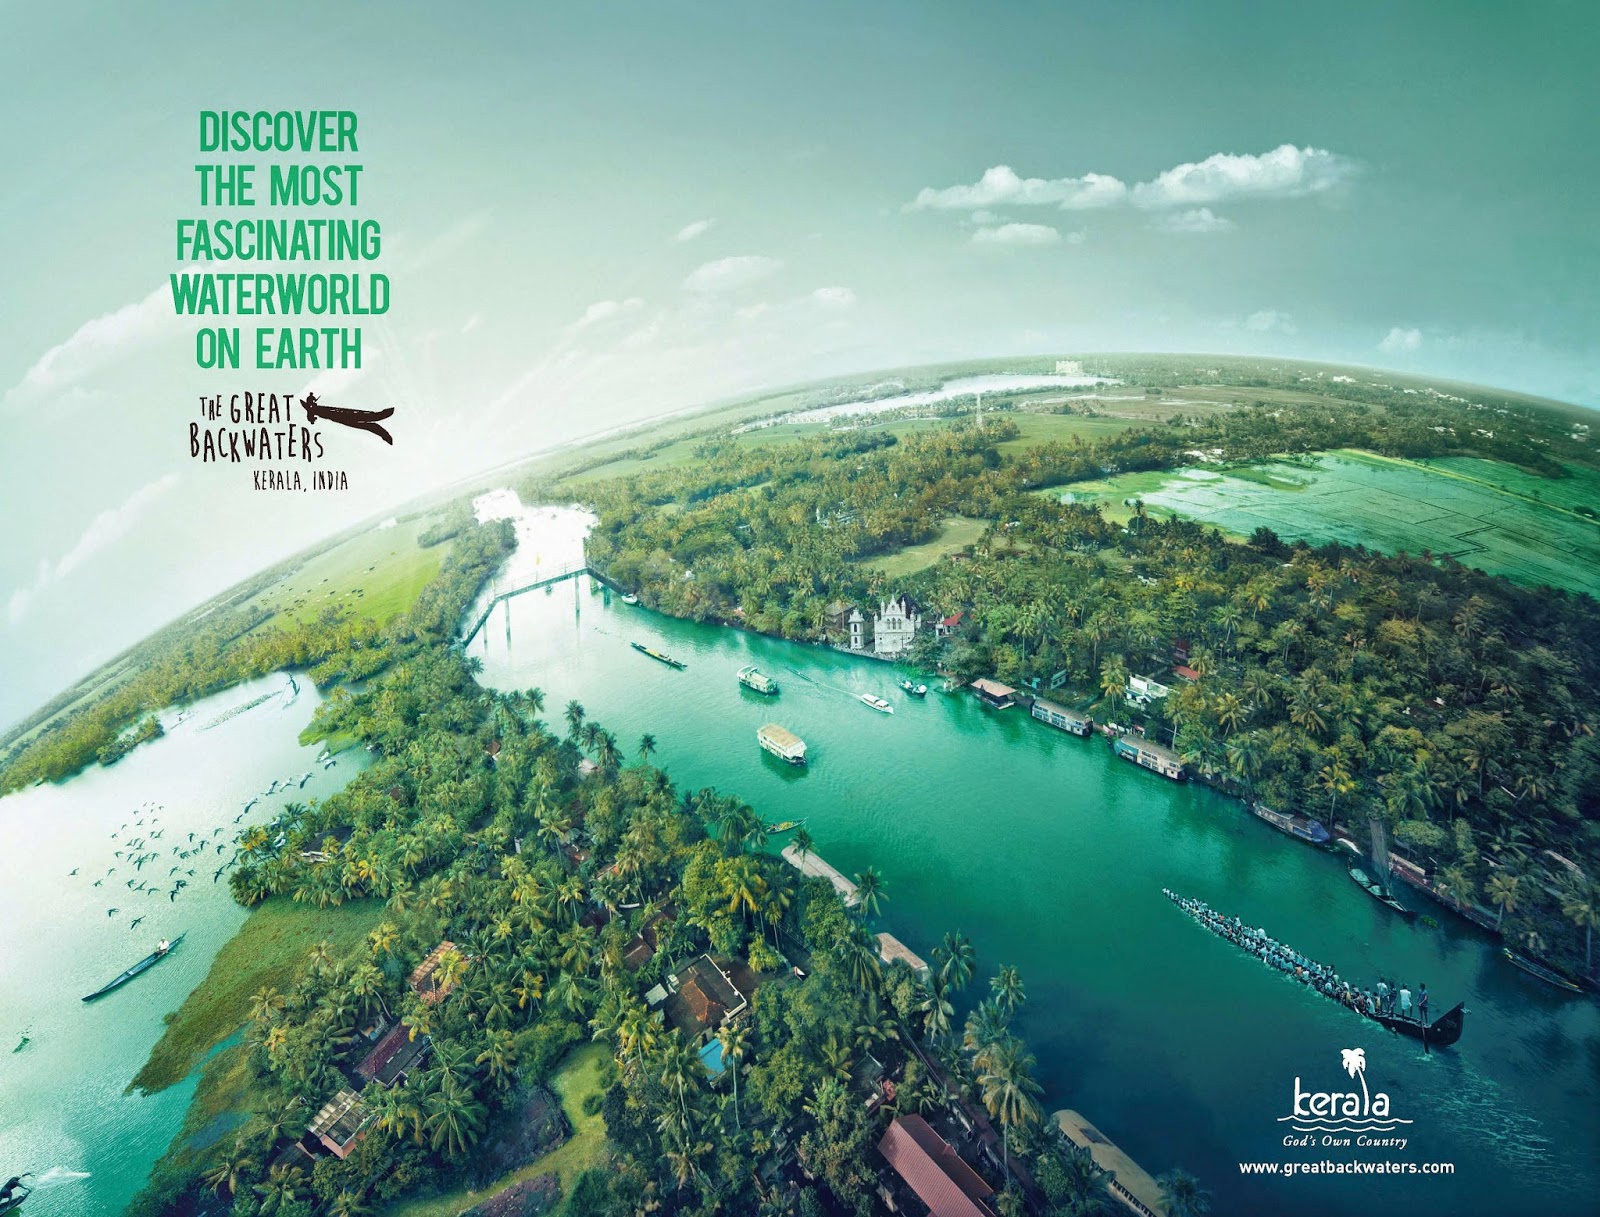 DISCOVER
THE MOST
FASCINATING
WATERWORLD
ON EARTH
THE GREAT
BACKWATERS
KERALA, INDIA
kerala
God's Own Country
www.greatbackwaters.com